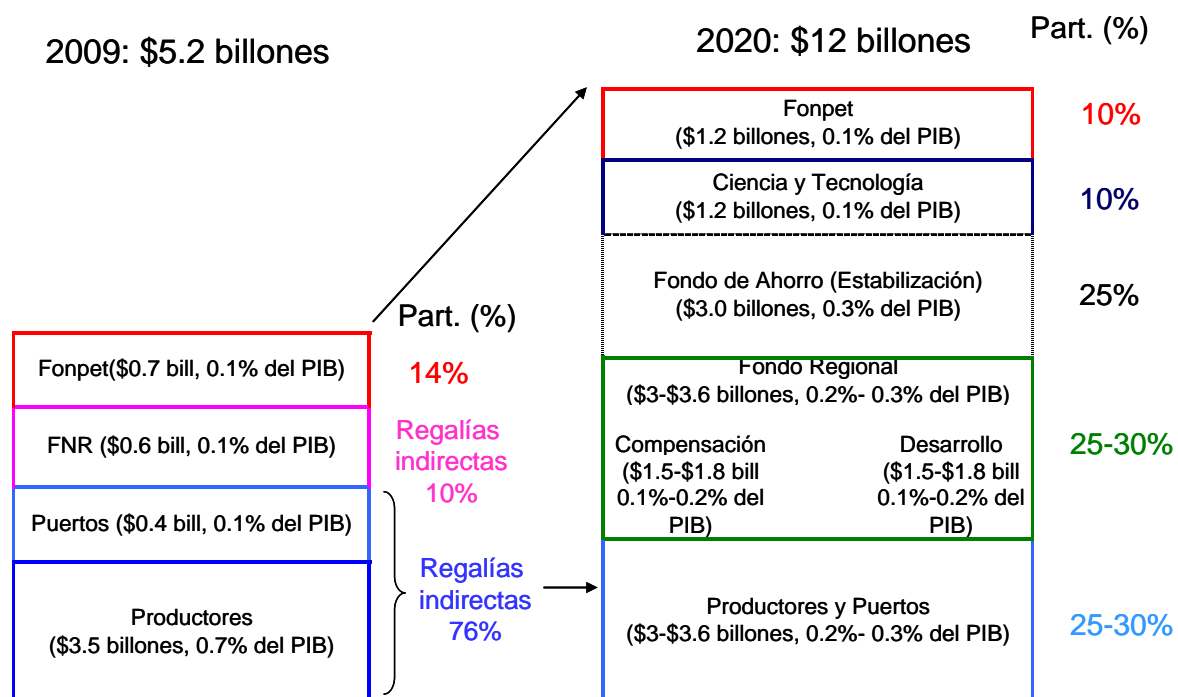 2009: $5.2 billones
2020: $12 billones
Part. (%)
Fonpet
($1.2 billones, 0.1% del PIB)
10%
Ciencia y Tecnología
($1.2 billones, 0.1% del PIB)
10%
Fondo de Ahorro (Estabilización)
($3.0 billones, 0.3% del PIB)
25%
Fondo Regional
($3-$3.6 billones, 0.2%- 0.3% del PIB)
Compensación
($1.5-$1.8 bill
0.1%-0.2% del
PIB)
Desarrollo
($1.5-$1.8 bill
0.1%-0.2% del
PIB)
25-30%
Productores y Puertos
($3-$3.6 billones, 0.2%- 0.3% del PIB)
25-30%
Part. (%)
Fonpet($0.7 bill, 0.1% del PIB)
14%
FNR ($0.6 bill, 0.1% del PIB)
Regalías
indirectas
10%
Puertos ($0.4 bill, 0.1% del PIB)
Productores
($3.5 billones, 0.7% del PIB)
Regalías
indirectas
76%